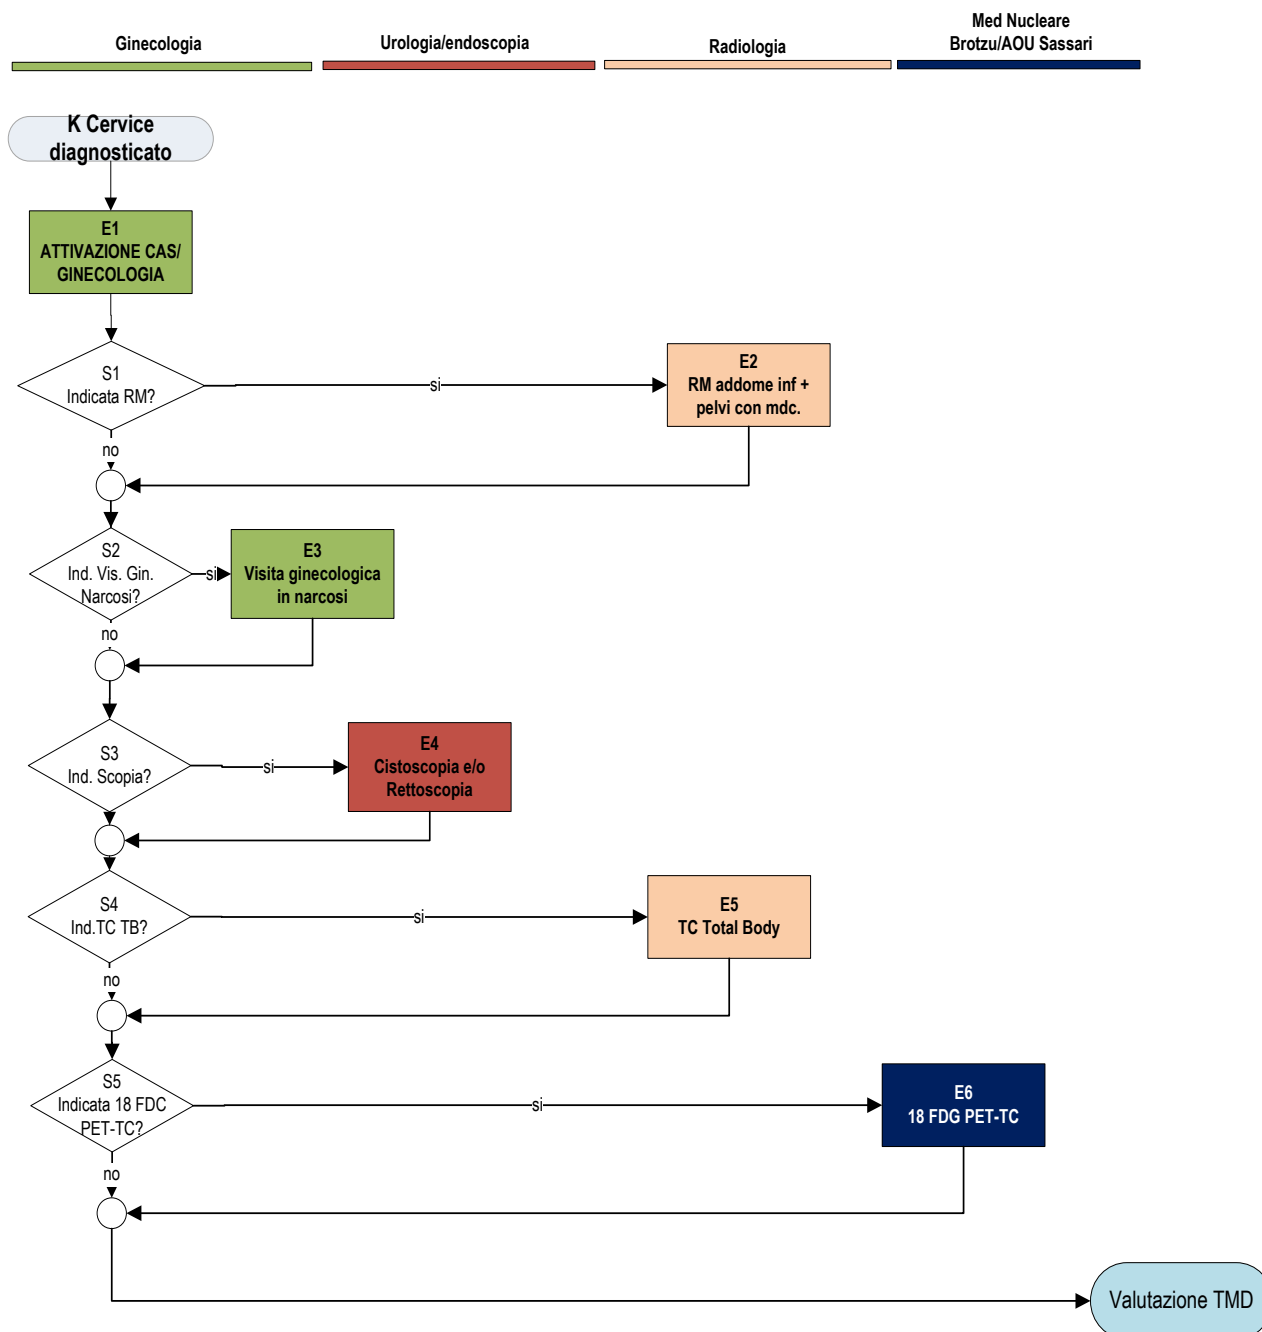 Ginecologia
Urologia/endoscopia
Radiologia
Med Nucleare
Brotzu/AOU Sassari
K Cervice
diagnosticato
E1
ATTIVAZIONE CAS/
GINECOLOGIA
S1
Indicata RM?
si
E2
RM addome inf +
pelvi con mdc.
no
S2
Ind. Vis. Gin.
Narcosi?
si
E3
Visita ginecologica
in narcosi
no
S3
Ind. Scopia?
si
E4
Cistoscopia e/o
Rettoscopia
S4
Ind.TC TB?
si
E5
TC Total Body
no
S5
Indicata 18 FDC
PET-TC?
si
E6
18 FDG PET-TC
no
Valutazione TMD